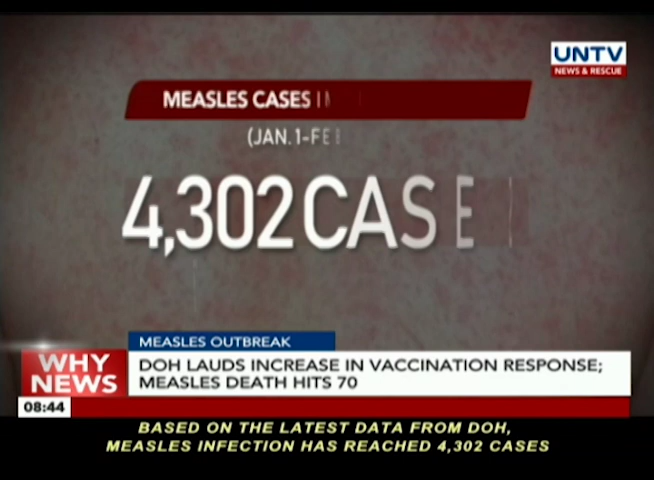 UNTV
NEWS & RESCUE
MEASLES CASES I
(JAN.1-FE
4,302 CASE
MEASLES OUTBREAK
WHY NEWS
DOH LAUDS INCREASE IN VACCINATION RESPONSE;
MEASLES DEATH HITS 70
08:44
BASED ON THE LATEST DATA FROM DOH,
MEASLES INFECTION HAS REACHED 4,302 CASES